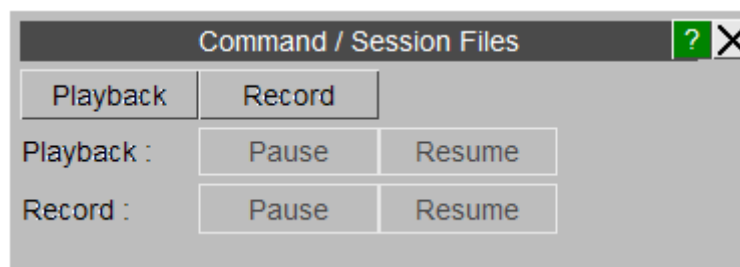 Command / Session Files ? X
Playback Record
Playback : Pause Resume
Record : Pause Resume